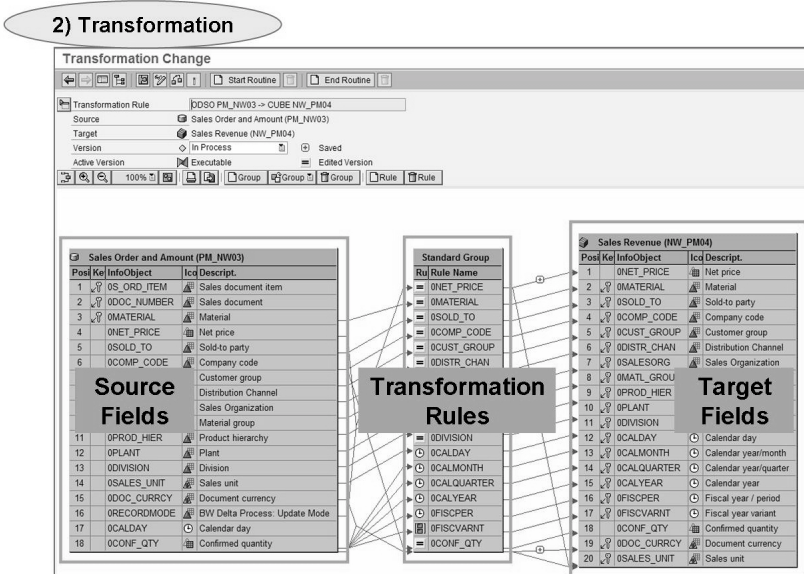 2) Transformation
Transformation Change
Start Routine End Routine
Transformation Rule ODSO PM_NW03 -> CUBE NW_PM04
Source Sales Order and Amount (PM_NW03)
Target Sales Revenue (NW_PM04)
Version In Process Saved
Active Version Executable Edited Version
100% Group Group Group Rule Rule
Sales Order and Amount (PM_NW03)
Posi Ke InfoObject Ico Descript.
1 0S_ORD_ITEM Sales document item
2 0DOC_NUMBER Sales document
3 0MATERIAL Material
4 0NET_PRICE Net price
5 0SOLD_TO Sold-to party
6 0COMP_CODE Company code
Customer group
Distribution Channel
Sales Organization
Material group
11 0PROD_HIER Product hierarchy
12 0PLANT Plant
13 0DIVISION Division
14 0SALES_UNIT Sales unit
15 0DOC_CURRCY Document currency
16 0RECORDMODE BW Delta Process: Update Mode
17 0CALDAY Calendar day
18 0CONF_QTY Confirmed quantity
Source
Fields
Standard Group
Ru Rule Name
0NET_PRICE
0MATERIAL
0SOLD_TO
0COMP_CODE
0CUST_GROUP
0DISTR_CHAN
0DIVISION
0CALDAY
0CALMONTH
0CALQUARTER
0CALYEAR
0FISCPER
0FISCVARNT
0CONF_QTY
Transformation
Rules
Sales Revenue (NW_PM04)
Posi Key InfoObject Ico Descript.
1 0NET_PRICE Net price
2 0MATERIAL Material
3 0SOLD_TO Sold-to party
4 0COMP_CODE Company code
5 0CUST_GROUP Customer group
6 0DISTR_CHAN Distribution Channel
7 0SALESORG Sales Organization
8 0MATL_GROU
9 0PROD_HIER
10 0PLANT
11 0DIVISION
12 0CALDAY Calendar day
13 0CALMONTH Calendar year/month
14 0CALQUARTER Calendar year/quarter
15 0CALYEAR Calendar year
16 0FISCPER Fiscal year / period
17 0FISCVARNT Fiscal year variant
18 0CONF_QTY Confirmed quantity
19 0DOC_CURRCY Document currency
20 0SALES_UNIT Sales unit
Target
Fields